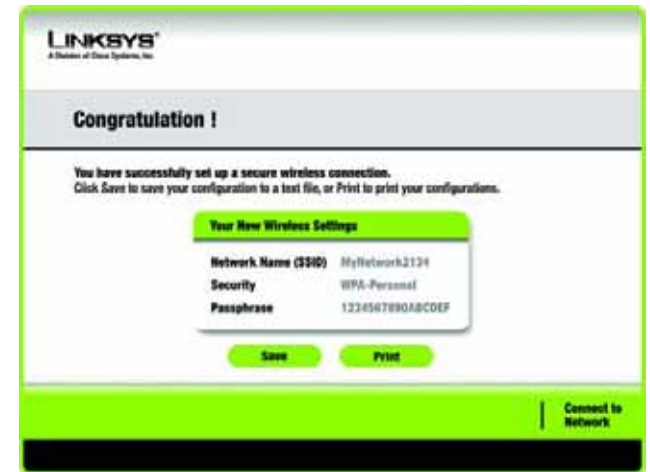 LINKSYS®
A Division of Cisco Systems, Inc.
Congratulation !
You have successfully set up a secure wireless connection.
Click Save to save your configuration to a text file, or Print to print your configurations.
Your New Wireless Settings
Network Name (SSID) MyNetwork2134
Security WPA-Personal
Passphrase 1234567890ABCDEF
Save Print
Connect to
Network